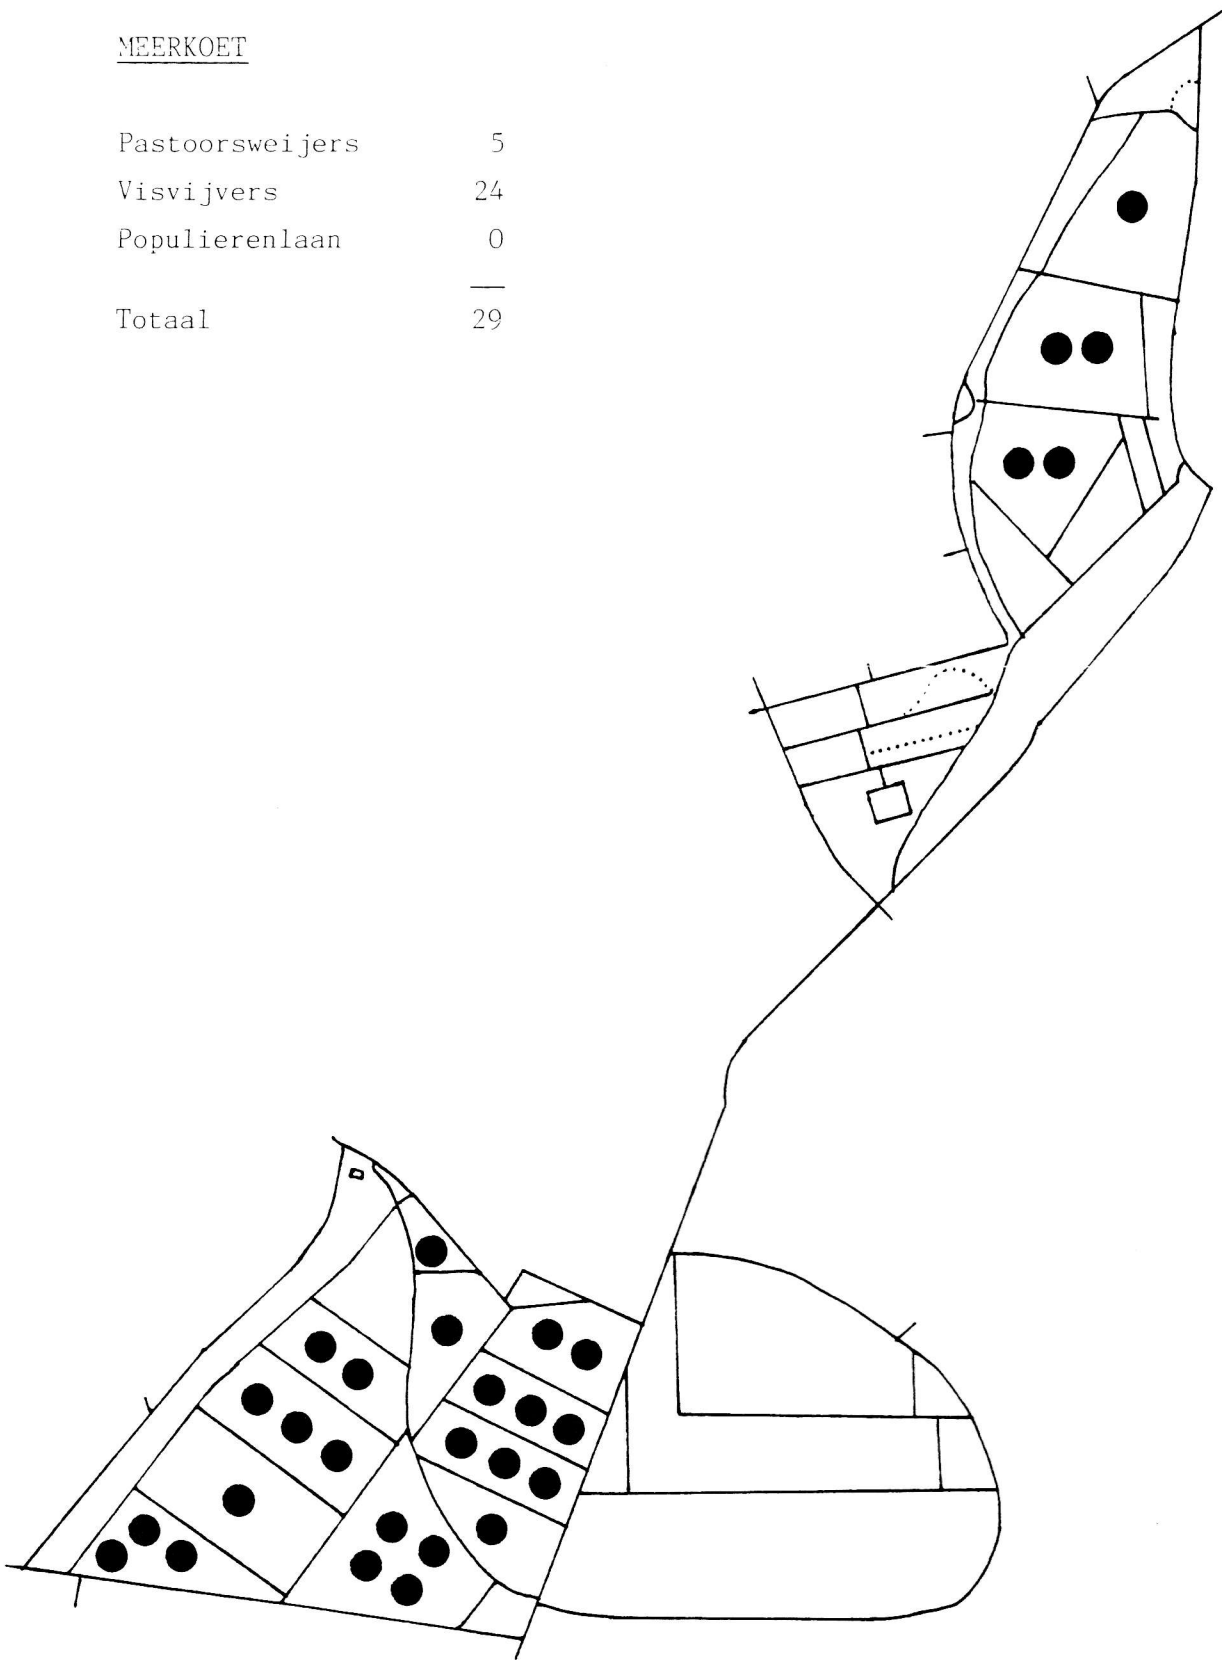 MEERKOET
Pastoorsweijers 5
Visvijvers 24
Populierenlaan 0
Totaal 29